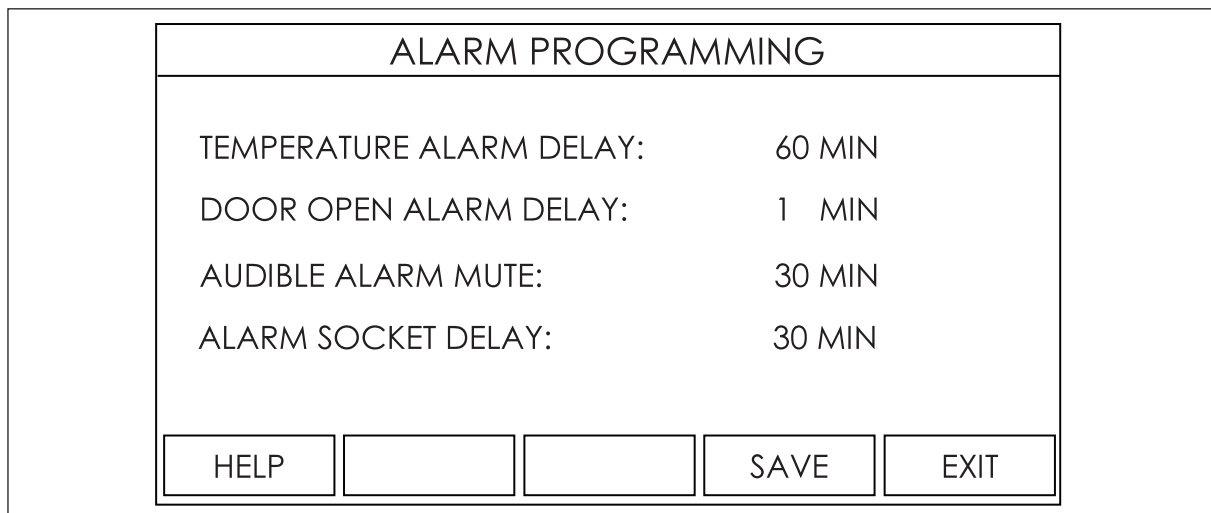 ALARM PROGRAMMING
TEMPERATURE ALARM DELAY: 60 MIN
DOOR OPEN ALARM DELAY: 1 MIN
AUDIBLE ALARM MUTE: 30 MIN
ALARM SOCKET DELAY: 30 MIN
HELP SAVE EXIT